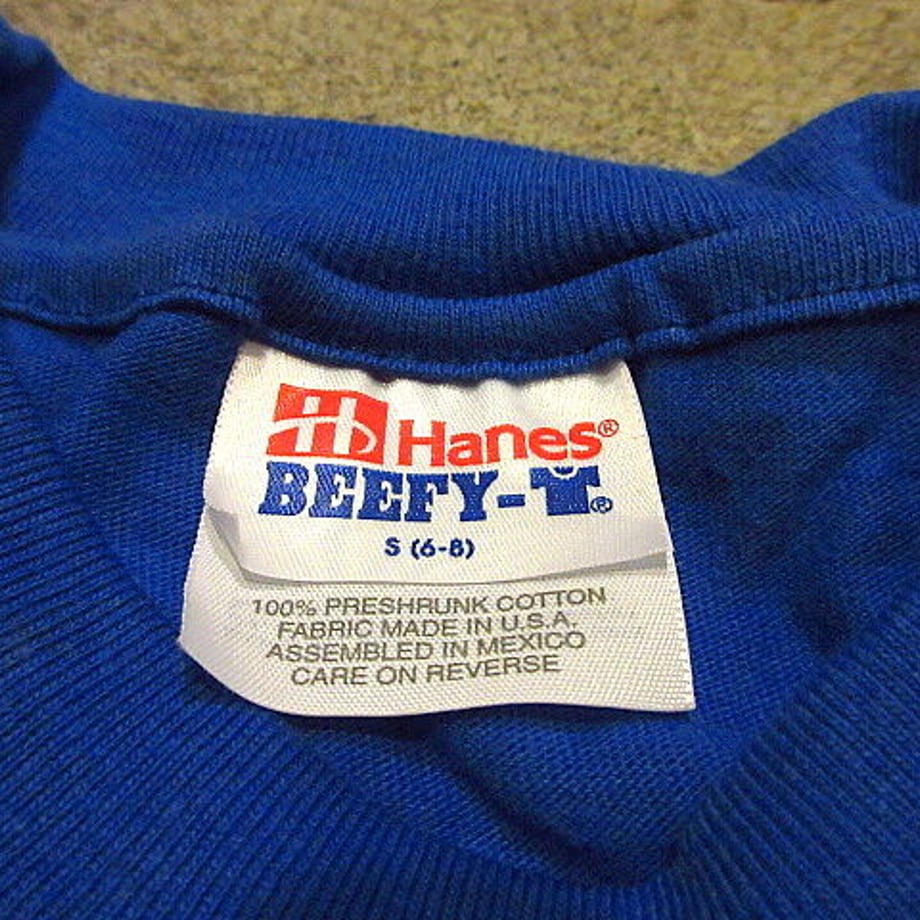 Hanes®
BEEFY-T®
S (6-8)
100% PRESHRUNK COTTON
FABRIC MADE IN U.S.A.
ASSEMBLED IN MEXICO
CARE ON REVERSE